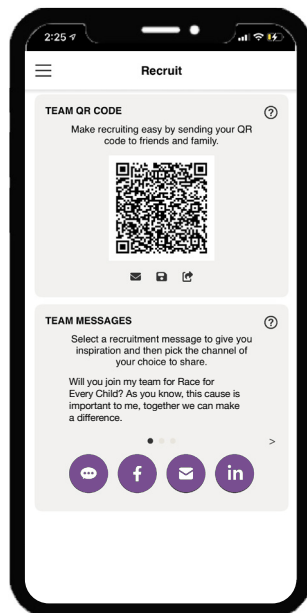 2:25
Recruit
TEAM QR CODE
Make recruiting easy by sending your QR
code to friends and family.
TEAM MESSAGES
Select a recruitment message to give you
inspiration and then pick the channel of
your choice to share.
Will you join my team for Race for
Every Child? As you know, this cause is
important to me, together we can make
a difference.
>
f
in